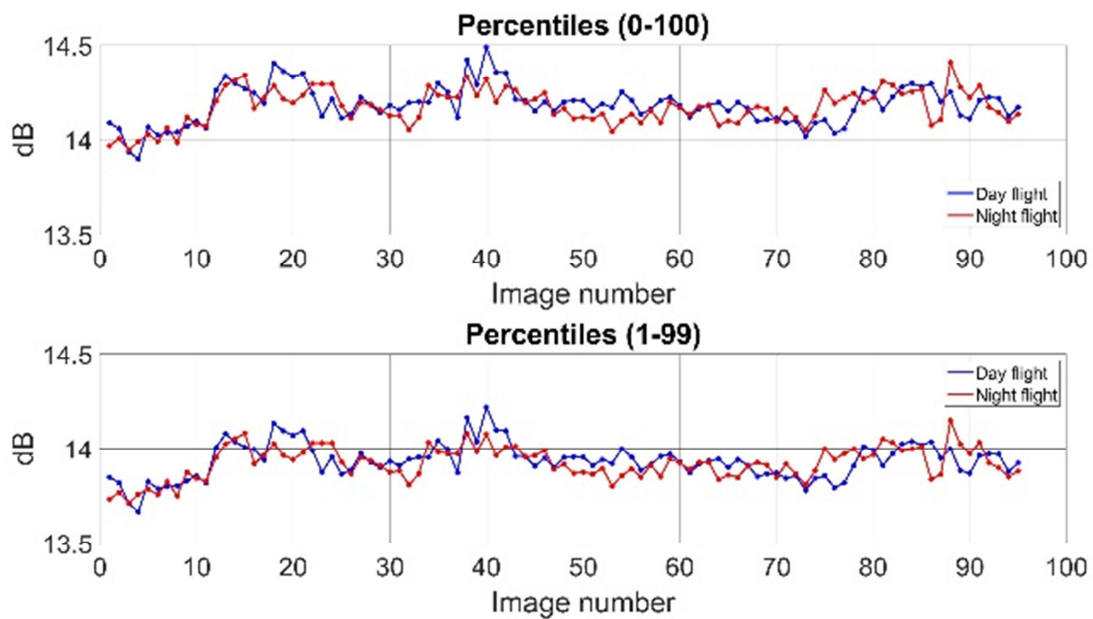 Percentiles (0-100)
14.5
14
13.5
dB
Day flight
Night flight
0 10 20 30 40 50 60 70 80 90 100
Image number
Percentiles (1-99)
14.5
14
13.5
dB
Day flight
Night flight
0 10 20 30 40 50 60 70 80 90 100
Image number